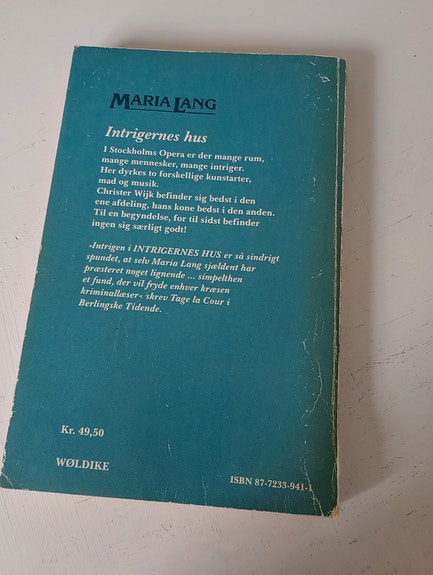 MARIA LANG
Intrigernes hus
I Stockholms Opera er der mange rum,
mange mennesker, mange intriger.
Her dyrkes to forskellige kunstarter,
mad og musik.
Christer Wijk befinder sig bedst i den
ene afdeling, hans kone bedst i den anden.
Til en begyndelse, for til sidst befinder
ingen sig særligt godt!
»Intrigen i INTRIGERNES HUS er så sindrigt
spundet, at selv Maria Lang sjældent har
præsteret noget lignende ... simpelthen
et fund, der vil fryde enhver kræsen
kriminallæser« skrev Tage la Cour i
Berlingske Tidende.
Kr. 49,50
WØLDIKE
ISBN 87-7233-941-